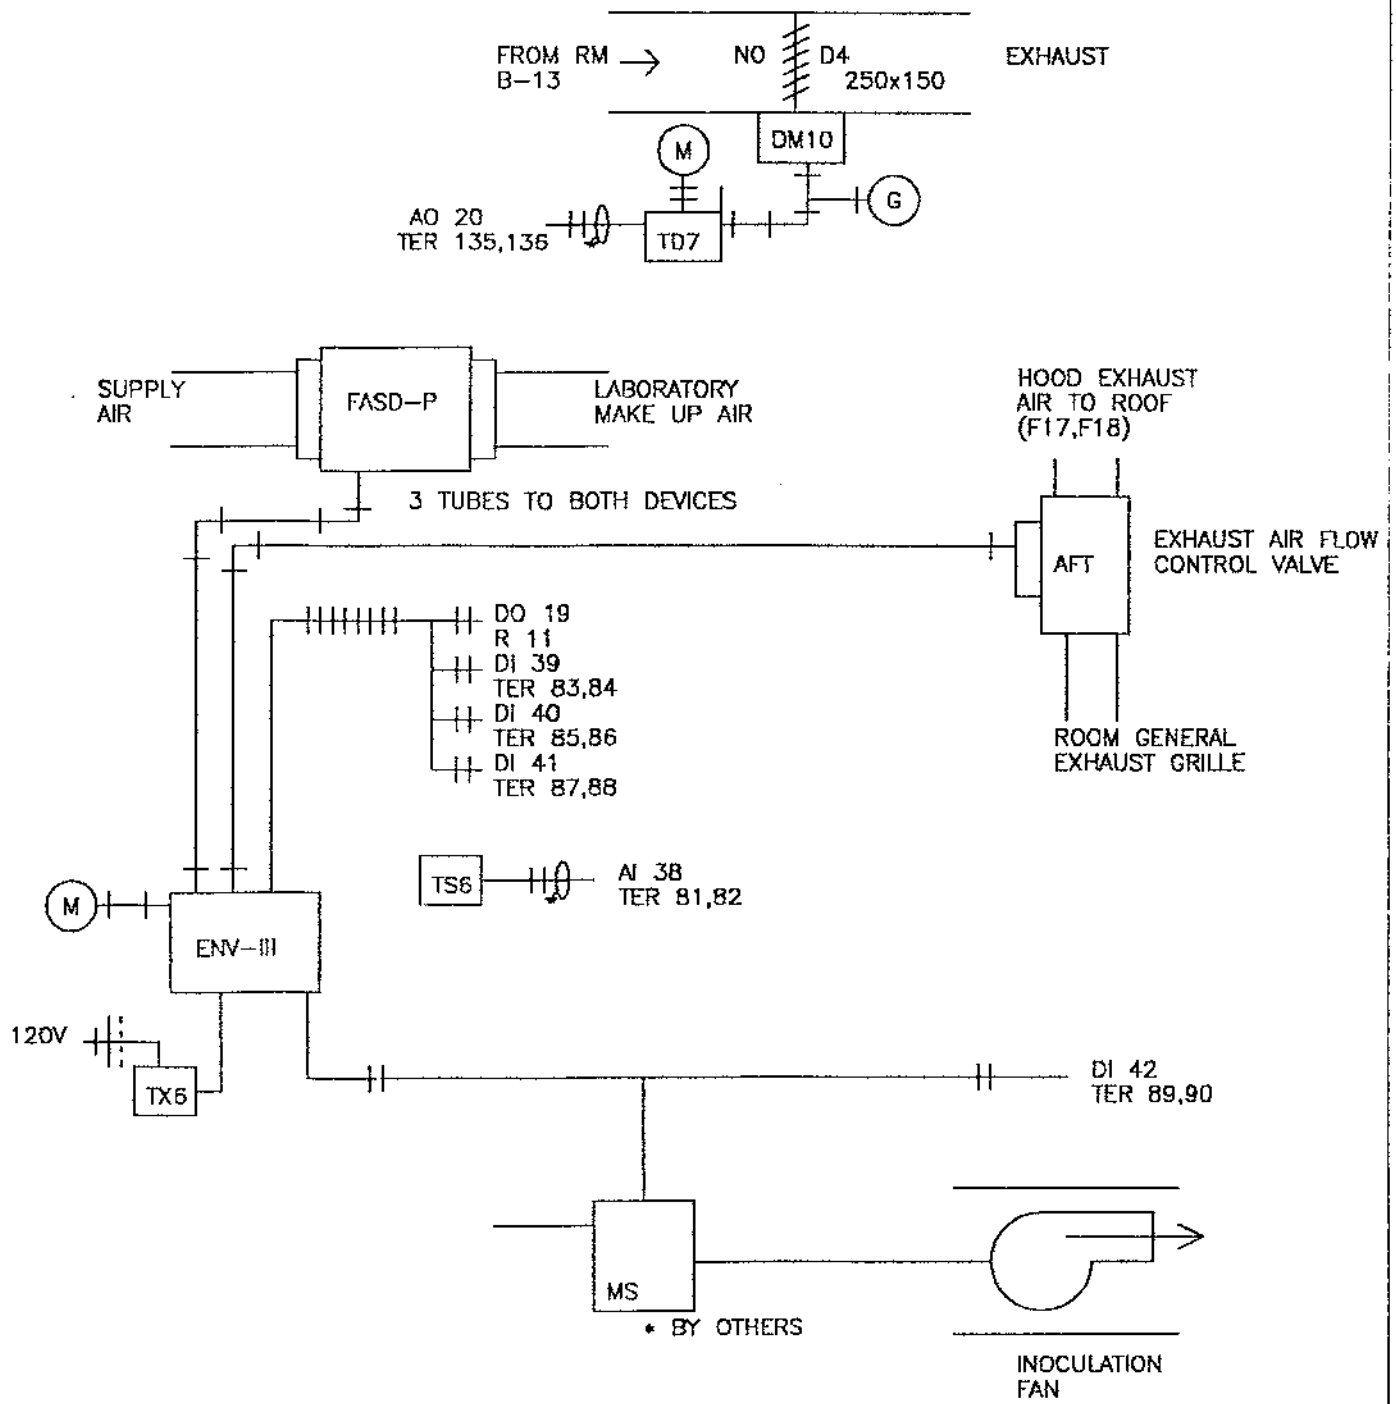 FROM RM
B-13
NO
D4
250x150
EXHAUST
DM10
M
G
AO 20
TER 135,136
TD7
SUPPLY
AIR
FASD-P
LABORATORY
MAKE UP AIR
HOOD EXHAUST
AIR TO ROOF
(F17,F18)
3 TUBES TO BOTH DEVICES
AFT
EXHAUST AIR FLOW
CONTROL VALVE
DO 19
R 11
DI 39
TER 83,84
DI 40
TER 85,86
DI 41
TER 87,88
ROOM GENERAL
EXHAUST GRILLE
TS6
AI 38
TER 81,82
M
ENV-III
120V
TX6
DI 42
TER 89,90
MS
* BY OTHERS
INOCULATION
FAN